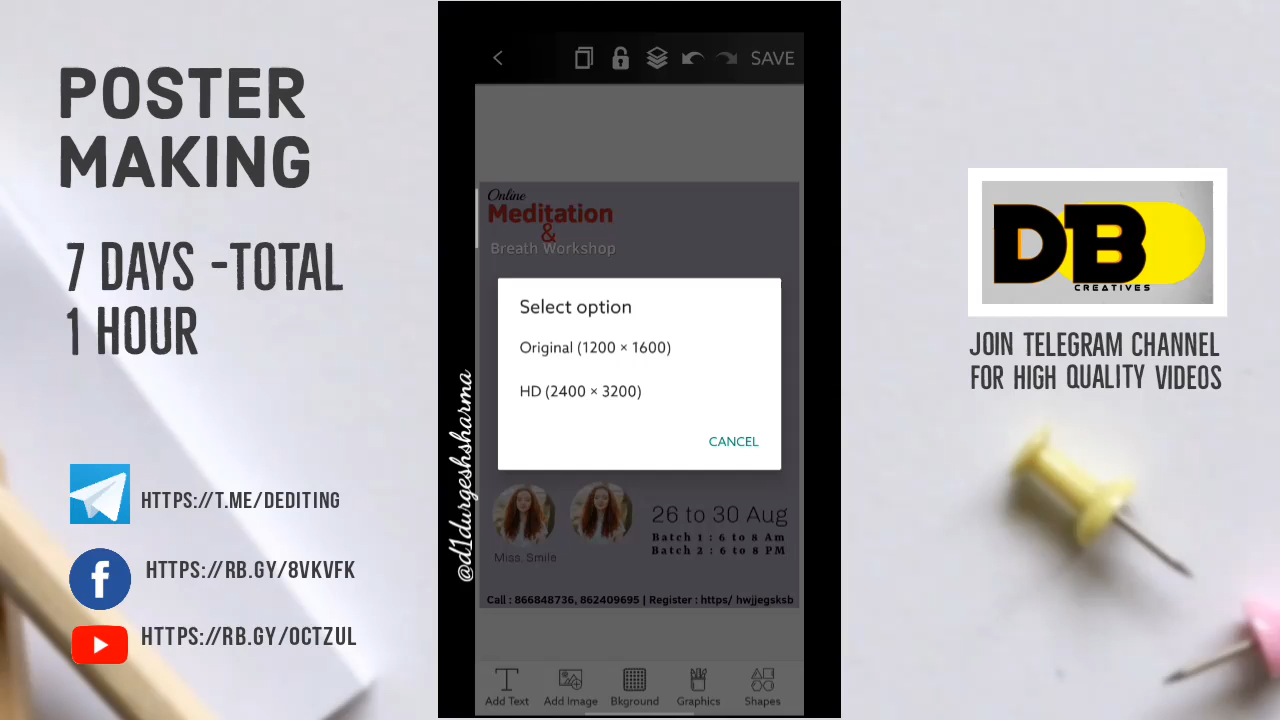 POSTER
MAKING
7 DAYS -TOTAL
1 HOUR
HTTPS://T.ME/DEDITING
HTTPS://RB.GY/8VKVFK
HTTPS://RB.GY/OCTZUL
@d1durgeshsharma
SAVE
Online
Meditation
&
Breath Workshop
Select option
Original (1200 × 1600)
HD (2400 × 3200)
CANCEL
26 to 30 Aug
Batch 1 : 6 to 8 Am
Batch 2 : 6 to 8 PM
Miss. Smile
Call : 866848736, 862409695 | Register : https/ hwjjegsksb
Add Text
Add Image
Bkground
Graphics
Shapes
DB
CREATIVES
JOIN TELEGRAM CHANNEL
FOR HIGH QUALITY VIDEOS